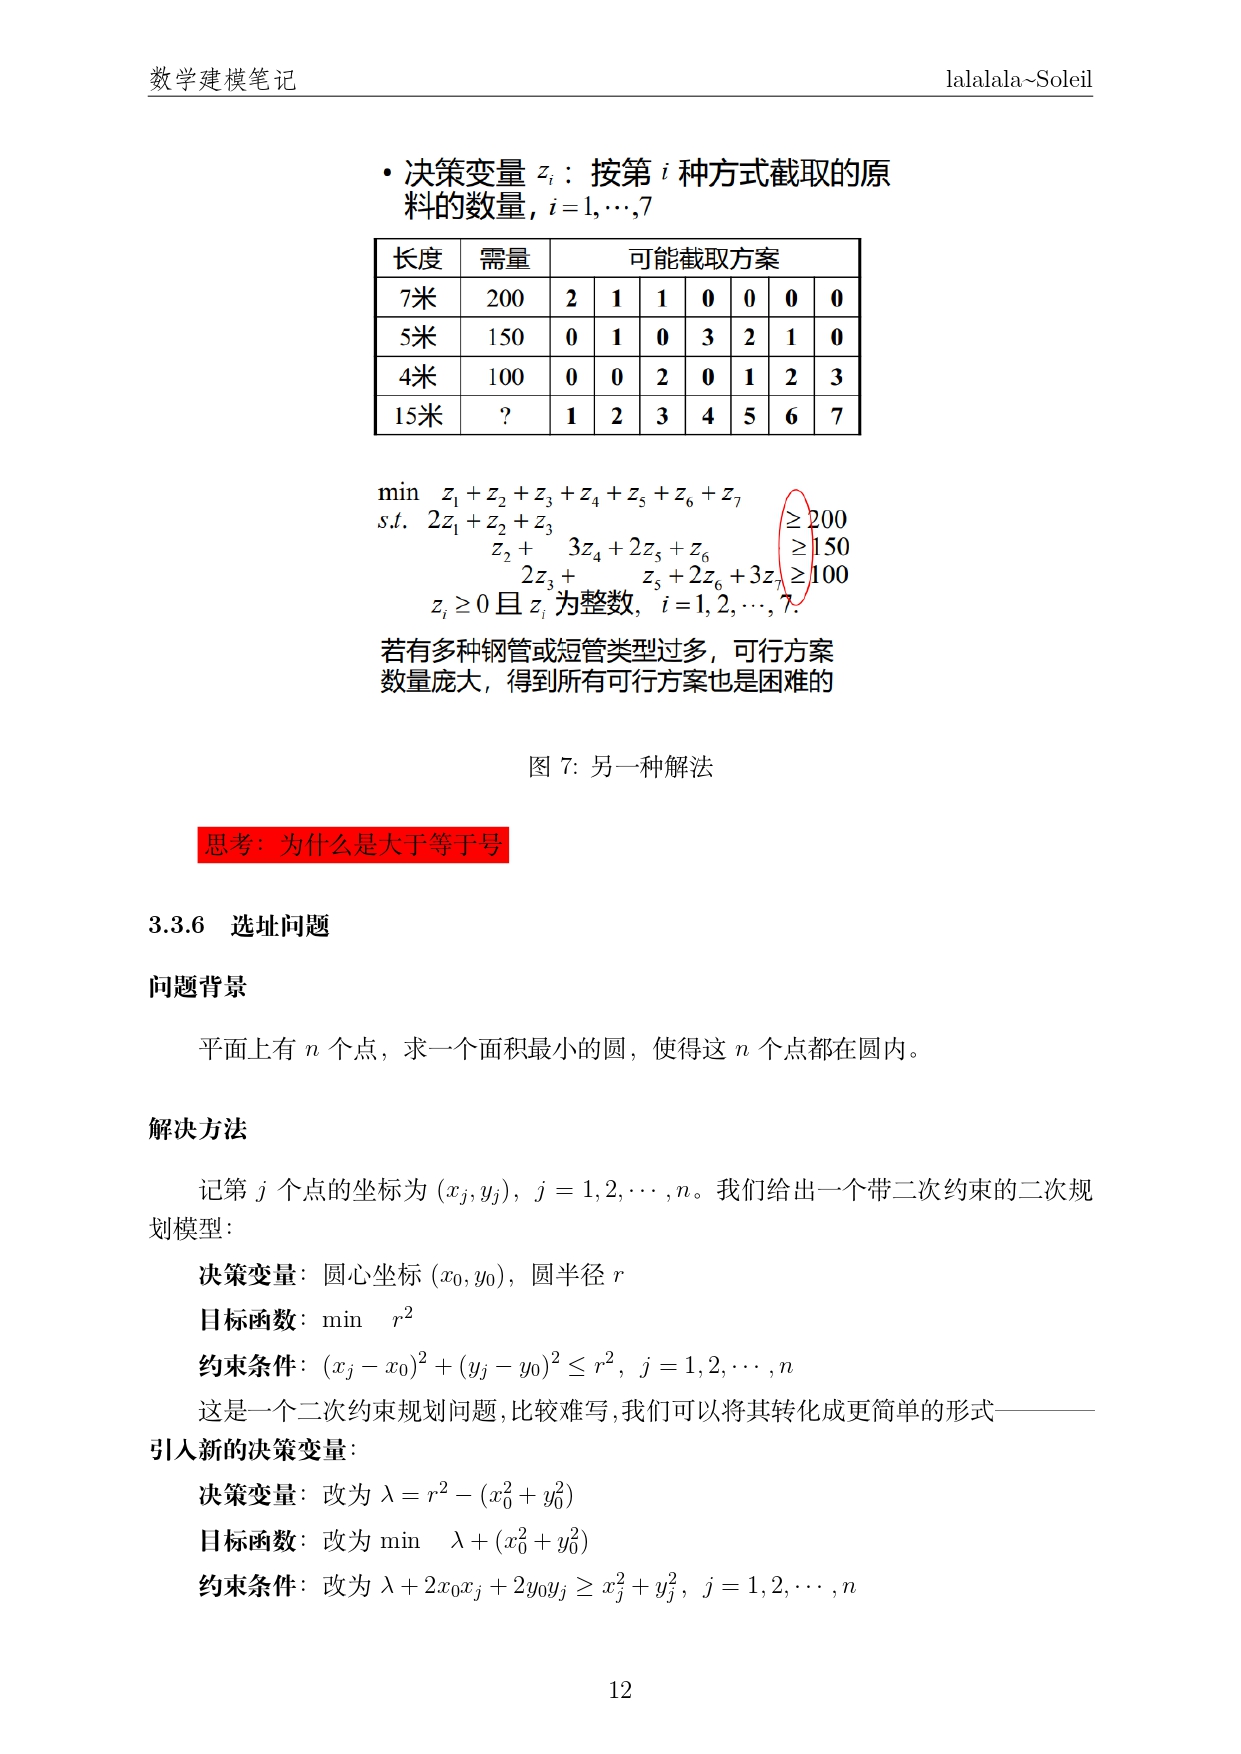 数学建模笔记 lalalala~Soleil
• 决策变量 z_i：按第 i 种方式截取的原
料的数量，i = 1, ⋯, 7
长度 需量 可能截取方案
7米 200 2 1 1 0 0 0 0
5米 150 0 1 0 3 2 1 0
4米 100 0 0 2 0 1 2 3
15米 ? 1 2 3 4 5 6 7
min z_1 + z_2 + z_3 + z_4 + z_5 + z_6 + z_7
s.t. 2z_1 + z_2 + z_3 ≥ 200
z_2 + 3z_4 + 2z_5 + z_6 ≥ 150
2z_3 + z_5 + 2z_6 + 3z_7 ≥ 100
z_i ≥ 0 且 z_i 为整数, i = 1, 2, ⋯, 7.
若有多种钢管或短管类型过多，可行方案
数量庞大，得到所有可行方案也是困难的
图 7: 另一种解法
思考：为什么是大于等于号
3.3.6 选址问题
问题背景
平面上有 n 个点，求一个面积最小的圆，使得这 n 个点都在圆内。
解决方法
记第 j 个点的坐标为 (x_j, y_j)，j = 1, 2, ⋯ , n。我们给出一个带二次约束的二次规
划模型：
决策变量：圆心坐标 (x_0, y_0)，圆半径 r
目标函数：min r^2
约束条件：(x_j − x_0)^2 + (y_j − y_0)^2 ≤ r^2，j = 1, 2, ⋯ , n
这是一个二次约束规划问题，比较难写，我们可以将其转化成更简单的形式————
引入新的决策变量：
决策变量：改为 λ = r^2 − (x_0^2 + y_0^2)
目标函数：改为 min λ + (x_0^2 + y_0^2)
约束条件：改为 λ + 2x_0x_j + 2y_0y_j ≥ x_j^2 + y_j^2，j = 1, 2, ⋯ , n
12